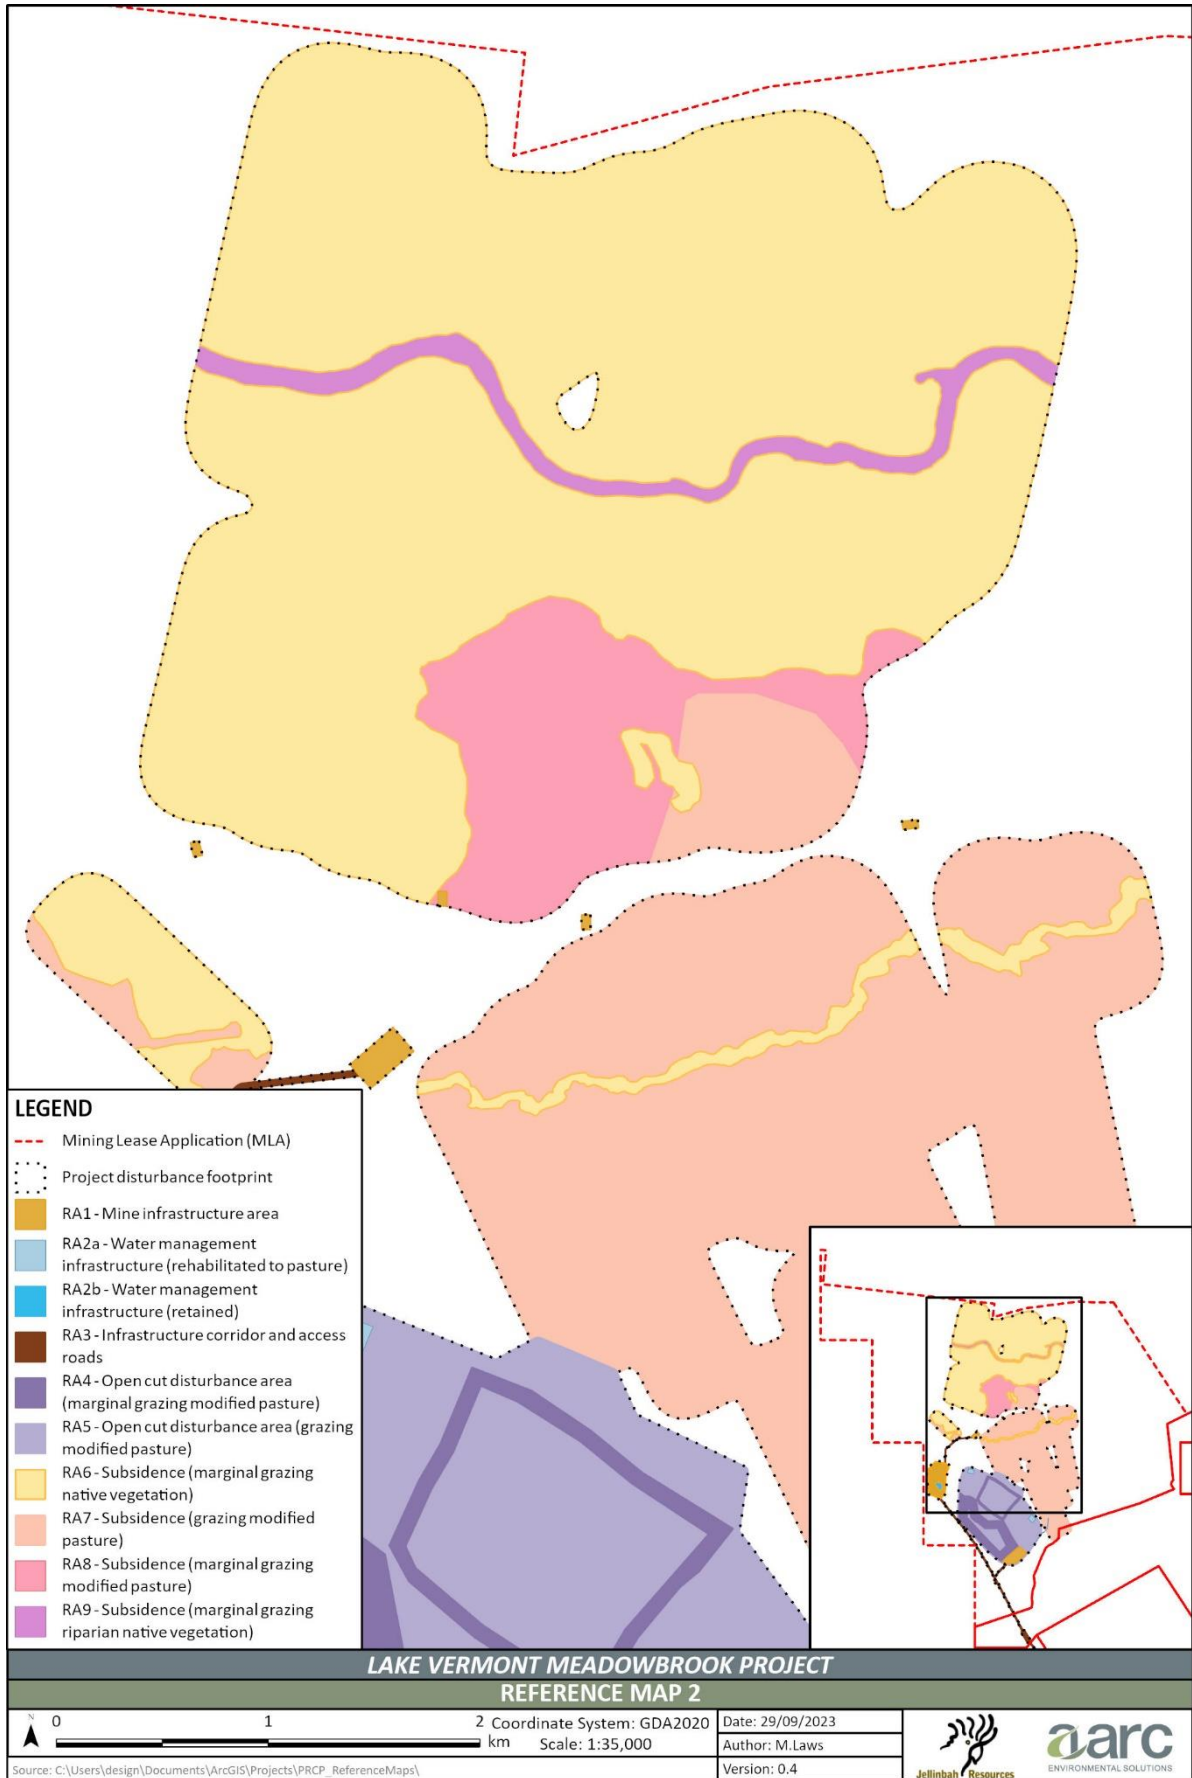 LEGEND
Mining Lease Application (MLA)
Project disturbance footprint
RA1 - Mine infrastructure area
RA2a - Water management
infrastructure (rehabilitated to pasture)
RA2b - Water management
infrastructure (retained)
RA3 - Infrastructure corridor and access
roads
RA4 - Open cut disturbance area
(marginal grazing modified pasture)
RA5 - Open cut disturbance area (grazing
modified pasture)
RA6 - Subsidence (marginal grazing
native vegetation)
RA7 - Subsidence (grazing modified
pasture)
RA8 - Subsidence (marginal grazing
modified pasture)
RA9 - Subsidence (marginal grazing
riparian native vegetation)
LAKE VERMONT MEADOWBROOK PROJECT
REFERENCE MAP 2
N
0 1 2
km
Coordinate System: GDA2020
Scale: 1:35,000
Source: C:\Users\design\Documents\ArcGIS\Projects\PRCP_ReferenceMaps\
Date: 29/09/2023
Author: M.Laws
Version: 0.4
Jellinbah Resources
aarc
ENVIRONMENTAL SOLUTIONS